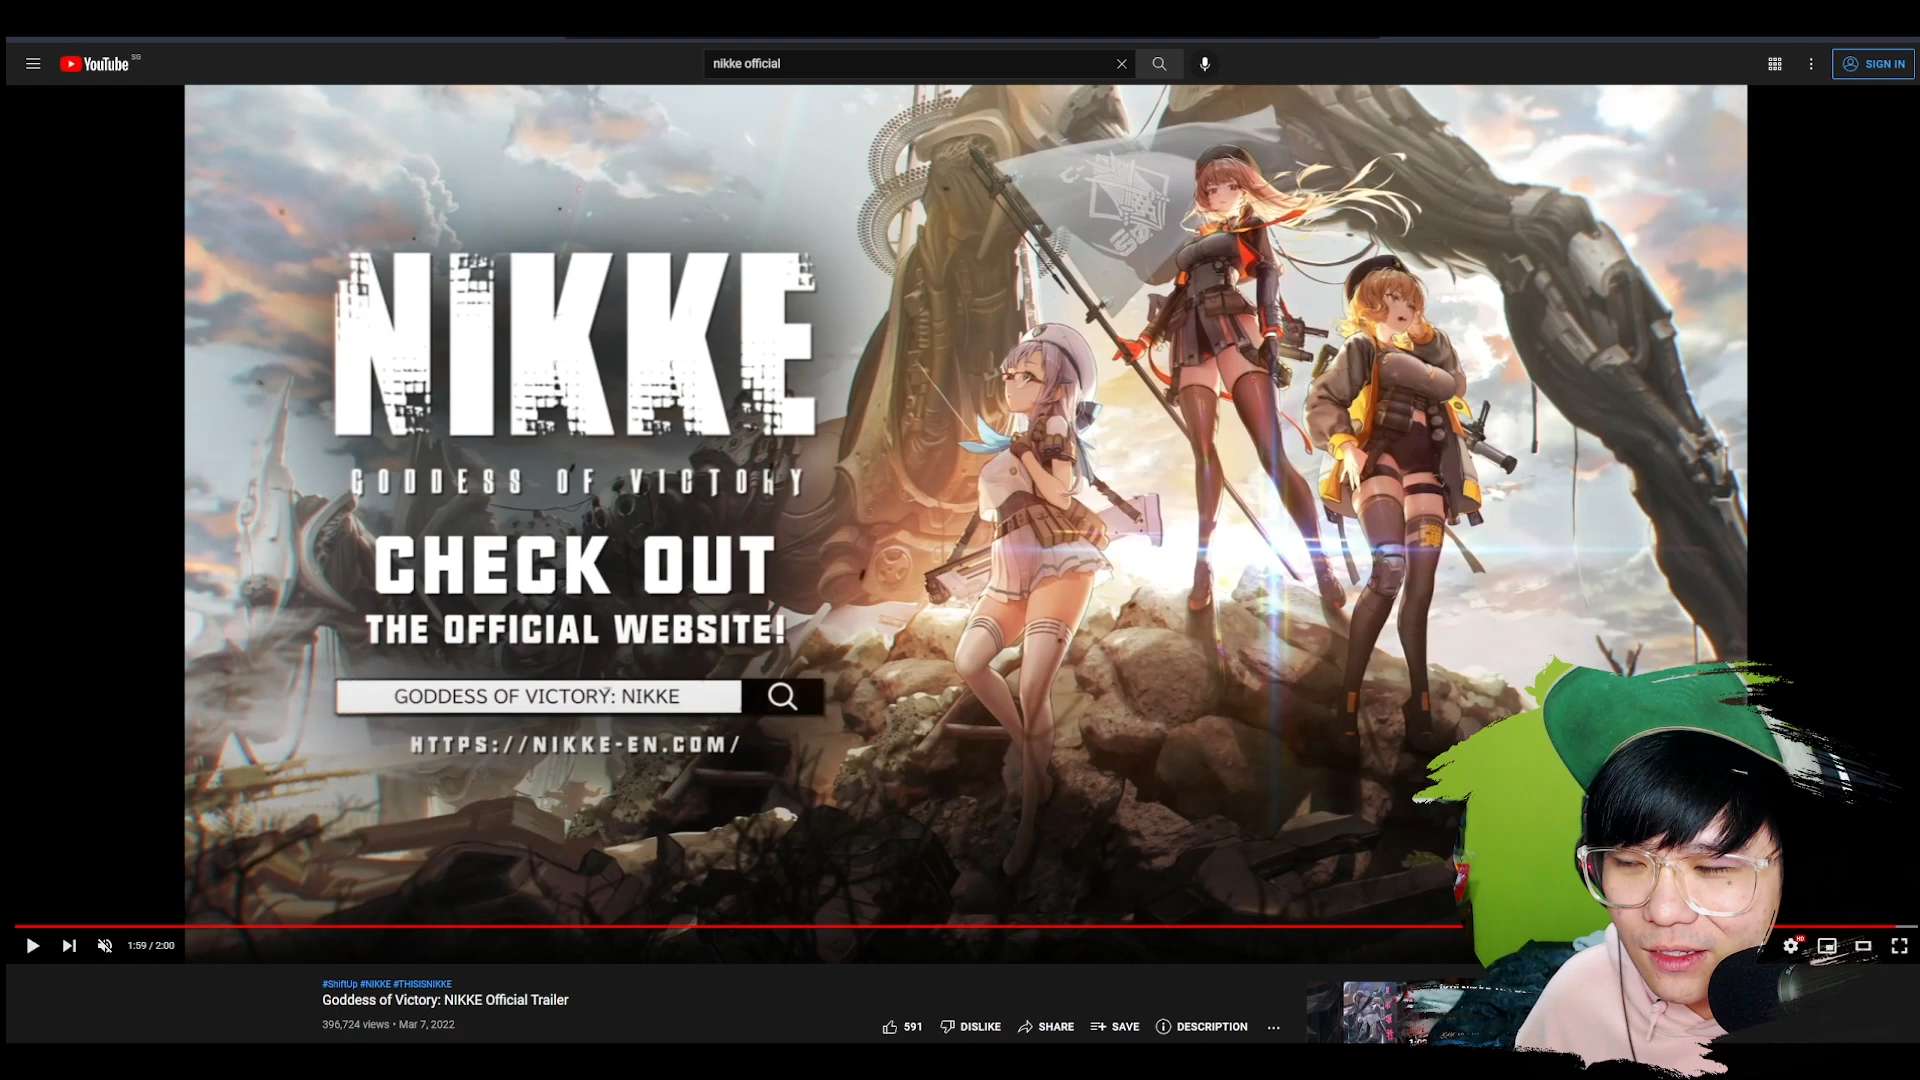 YouTube SG
nikke official
SIGN IN
NIKKE
GODDESS OF VICTORY
CHECK OUT
THE OFFICIAL WEBSITE!
GODDESS OF VICTORY: NIKKE
HTTPS://NIKKE-EN.COM/
1:59 / 2:00
HD
#ShiftUp #NIKKE #THISISNIKKE
Goddess of Victory: NIKKE Official Trailer
396,724 views • Mar 7, 2022
591
DISLIKE
SHARE
SAVE
DESCRIPTION